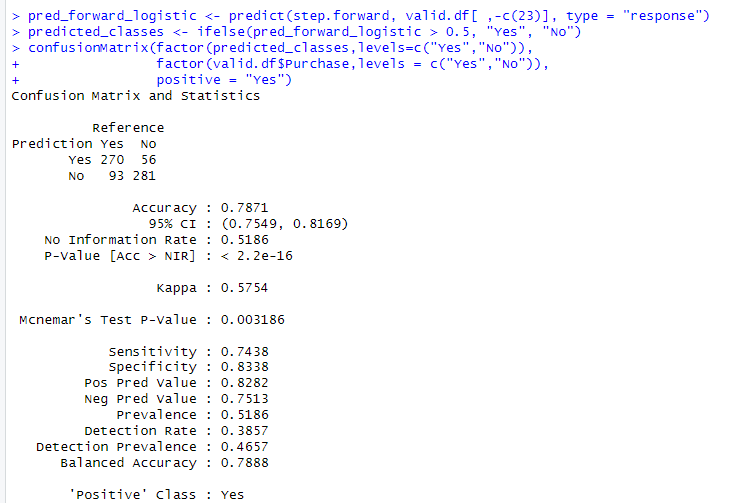 > pred_forward_logistic <- predict(step.forward, valid.df[ ,-c(23)], type = "response")
> predicted_classes <- ifelse(pred_forward_logistic > 0.5, "Yes", "No")
> confusionMatrix(factor(predicted_classes,levels=c("Yes","No")),
+                 factor(valid.df$Purchase,levels = c("Yes","No")),
+                 positive = "Yes")
Confusion Matrix and Statistics

          Reference
Prediction Yes  No
       Yes 270  56
       No   93 281

               Accuracy : 0.7871
                 95% CI : (0.7549, 0.8169)
    No Information Rate : 0.5186
    P-Value [Acc > NIR] : < 2.2e-16

                  Kappa : 0.5754

 Mcnemar's Test P-Value : 0.003186

            Sensitivity : 0.7438
            Specificity : 0.8338
         Pos Pred Value : 0.8282
         Neg Pred Value : 0.7513
             Prevalence : 0.5186
         Detection Rate : 0.3857
   Detection Prevalence : 0.4657
      Balanced Accuracy : 0.7888

       'Positive' Class : Yes